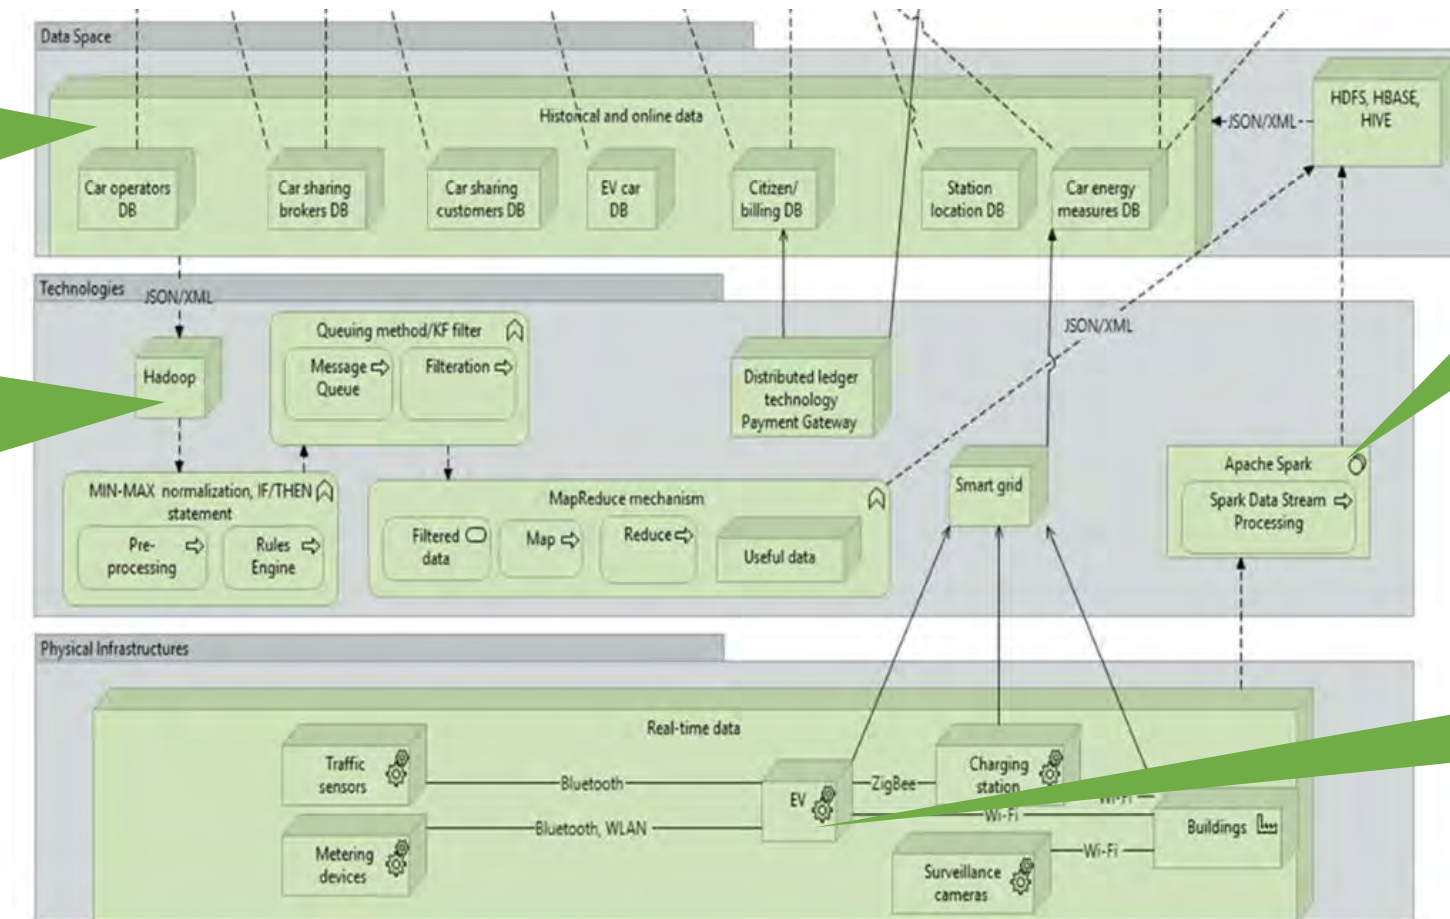 Data Space
Historical and online data
HDFS, HBASE,
HIVE
JSON/XML
Car operators
DB
Car sharing
brokers DB
Car sharing
customers DB
EV car
DB
Citizen/
billing DB
Station
location DB
Car energy
measures DB
Technologies
JSON/XML
Hadoop
Queuing method/KF filter
Message
Queue
Filteration
JSON/XML
Distributed ledger
technology
Payment Gateway
MIN-MAX normalization, IF/THEN
statement
Pre-
processing
Rules
Engine
MapReduce mechanism
Filtered
data
Map
Reduce
Useful data
Smart grid
Apache Spark
Spark Data Stream
Processing
Physical Infrastructures
Real-time data
Traffic
sensors
Bluetooth
EV
ZigBee
Charging
station
Wi-Fi
Wi-Fi
Bluetooth, WLAN
Metering
devices
Buildings
Wi-Fi
Surveillance
cameras